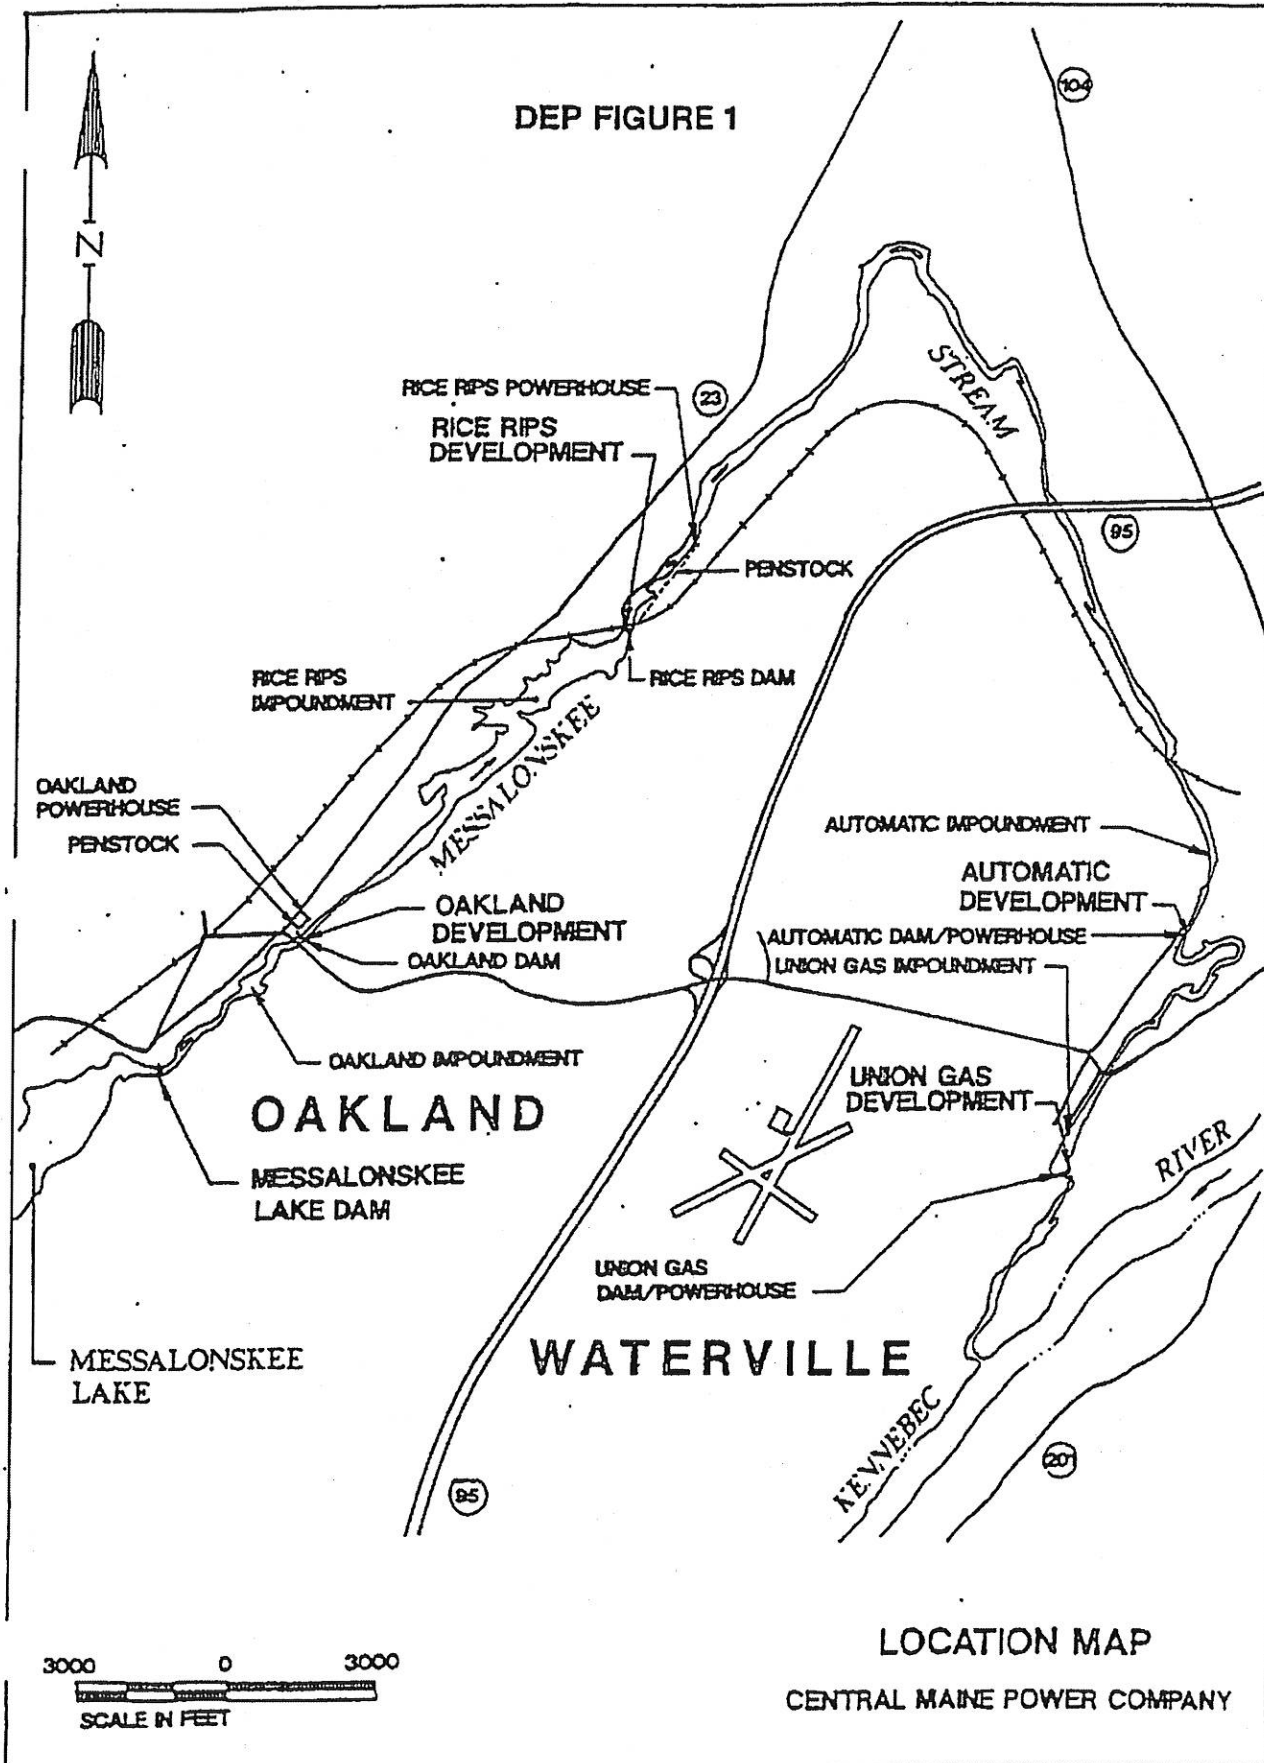 DEP FIGURE 1
104
N
STREAM
RICE RIPS POWERHOUSE
23
RICE RIPS
DEVELOPMENT
95
PENSTOCK
RICE RIPS
IMPOUNDMENT
RICE RIPS DAM
MESSALONSKEE
OAKLAND
POWERHOUSE
PENSTOCK
AUTOMATIC IMPOUNDMENT
AUTOMATIC
DEVELOPMENT
OAKLAND
DEVELOPMENT
OAKLAND DAM
AUTOMATIC DAM/POWERHOUSE
UNION GAS IMPOUNDMENT
OAKLAND IMPOUNDMENT
OAKLAND
UNION GAS
DEVELOPMENT
MESSALONSKEE
LAKE DAM
RIVER
UNION GAS
DAM/POWERHOUSE
MESSALONSKEE
LAKE
WATERVILLE
KENNEBEC
201
95
LOCATION MAP
CENTRAL MAINE POWER COMPANY
3000 0 3000
SCALE IN FEET